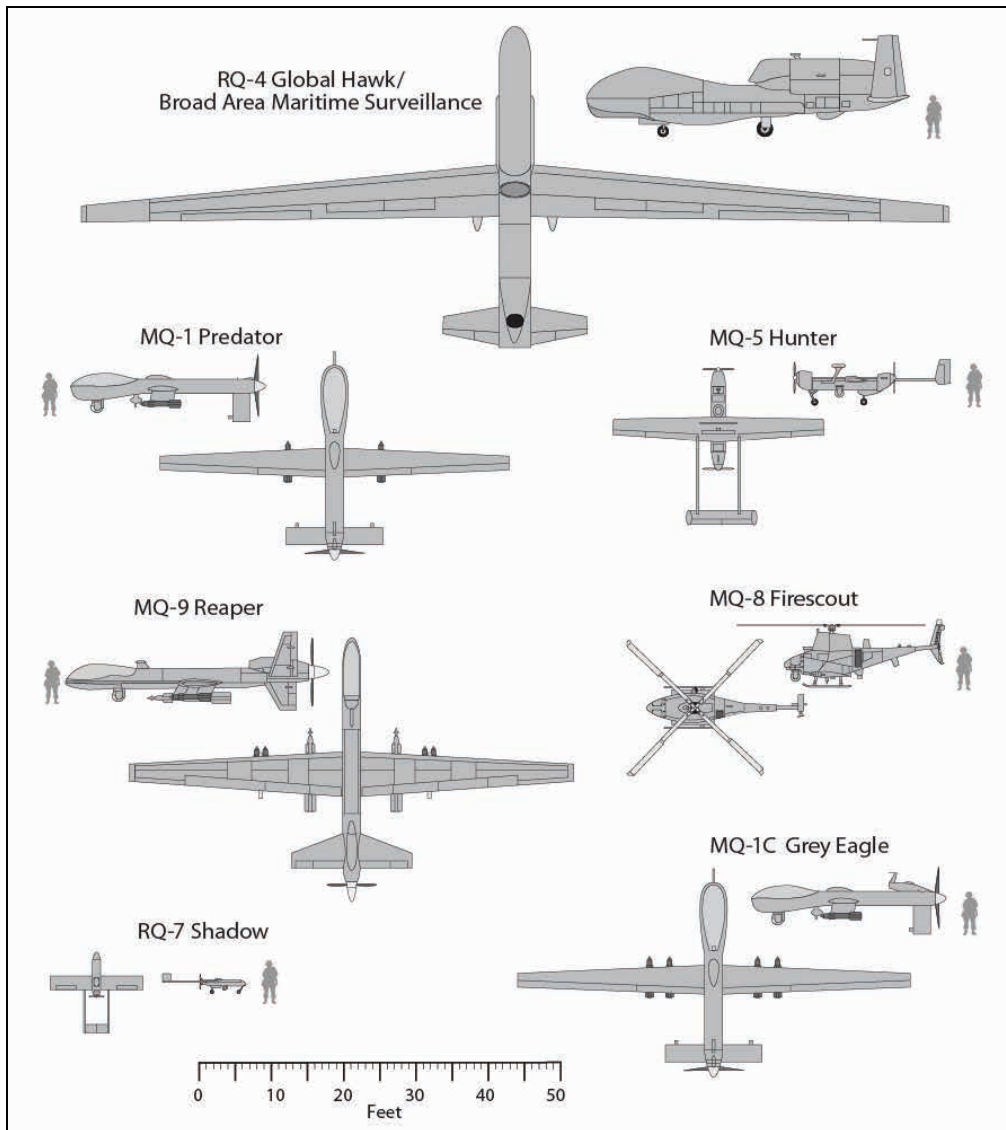 RQ-4 Global Hawk/
Broad Area Maritime Surveillance
MQ-1 Predator
MQ-5 Hunter
MQ-9 Reaper
MQ-8 Firescout
MQ-1C Grey Eagle
RQ-7 Shadow
0 10 20 30 40 50
Feet